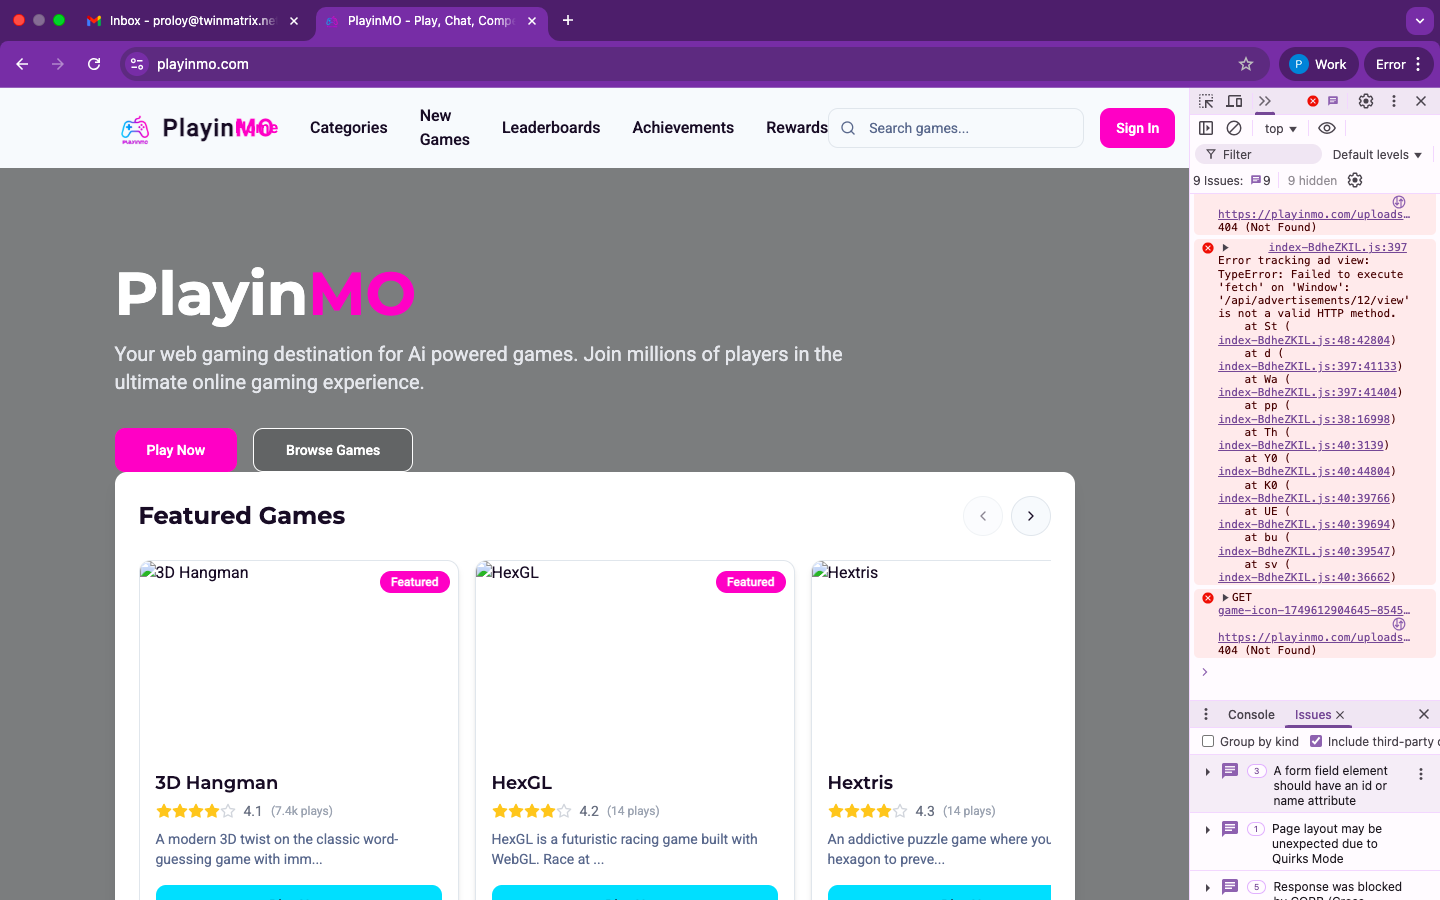 Inbox - proloy@twinmatrix.ne
PlayinMO - Play, Chat, Compe
playinmo.com
Work
Error
PlayinMO
Home
Categories
New
Games
Leaderboards
Achievements
Rewards
Search games...
Sign In
PlayinMO
Your web gaming destination for Ai powered games. Join millions of players in the
ultimate online gaming experience.
Play Now
Browse Games
Featured Games
3D Hangman
Featured
3D Hangman
4.1 (7.4k plays)
A modern 3D twist on the classic word-
guessing game with imm...
HexGL
Featured
HexGL
4.2 (14 plays)
HexGL is a futuristic racing game built with
WebGL. Race at ...
Hextris
Hextris
4.3 (14 plays)
An addictive puzzle game where you
hexagon to preve...
top
Filter
Default levels
9 Issues: 9
9 hidden
https://playinmo.com/uploads…
404 (Not Found)
index-BdheZKIL.js:397
Error tracking ad view:
TypeError: Failed to execute
'fetch' on 'Window':
'/api/advertisements/12/view'
is not a valid HTTP method.
at St (
index-BdheZKIL.js:48:42804)
at d (
index-BdheZKIL.js:397:41133)
at Wa (
index-BdheZKIL.js:397:41404)
at pp (
index-BdheZKIL.js:38:16998)
at Th (
index-BdheZKIL.js:40:3139)
at Y0 (
index-BdheZKIL.js:40:44804)
at K0 (
index-BdheZKIL.js:40:39766)
at UE (
index-BdheZKIL.js:40:39694)
at bu (
index-BdheZKIL.js:40:39547)
at sv (
index-BdheZKIL.js:40:36662)
GET
game-icon-1749612904645-8545…
https://playinmo.com/uploads…
404 (Not Found)
Console
Issues
Group by kind
Include third-party c
3 A form field element
should have an id or
name attribute
1 Page layout may be
unexpected due to
Quirks Mode
5 Response was blocked